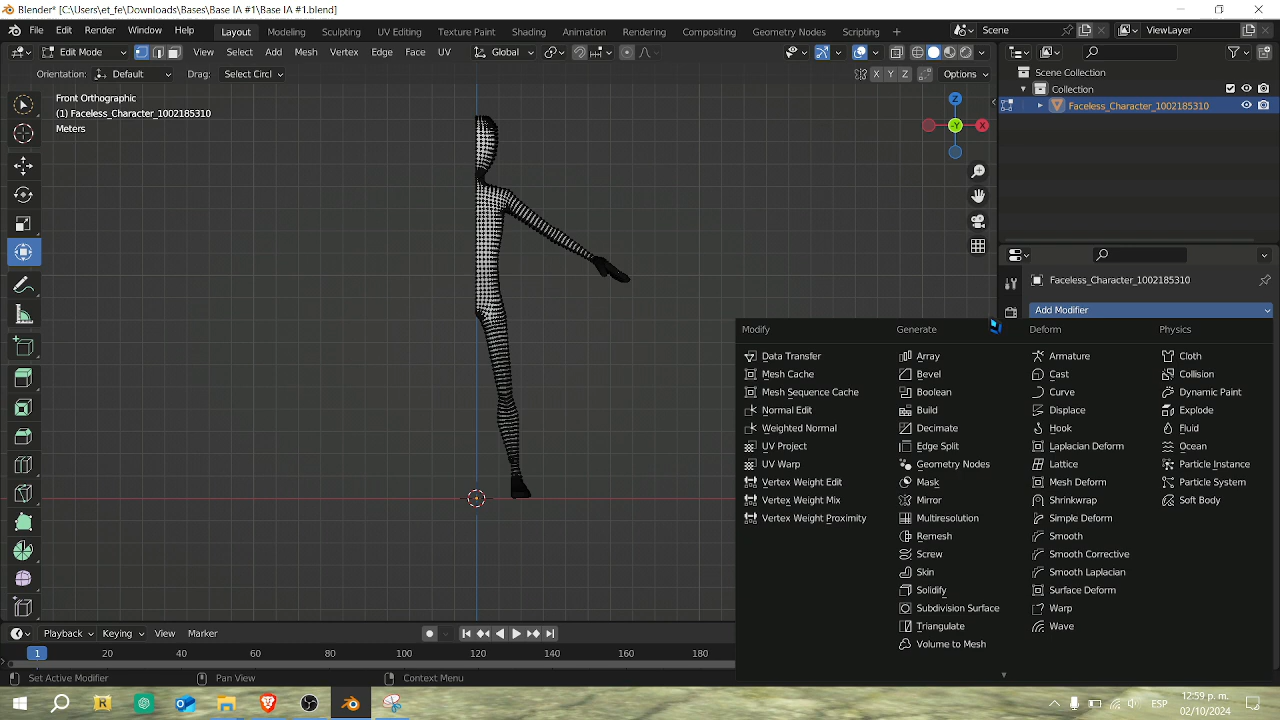 Blender* [C:\Users\et_fe\Downloads\Bases\Base IA #1\Base IA #1.blend]
File Edit Render Window Help Layout Modeling Sculpting UV Editing Texture Paint Shading Animation Rendering Compositing Geometry Nodes Scripting Scene ViewLayer
Edit Mode View Select Add Mesh Vertex Edge Face UV Global
Orientation: Default Drag: Select Circl X Y Z Options
Front Orthographic
(1) Faceless_Character_1002185310
Meters
Z
-Y
X
Scene Collection
Collection
Faceless_Character_1002185310
Faceless_Character_1002185310
Add Modifier
Modify Generate Deform Physics
Data Transfer Array Armature Cloth
Mesh Cache Bevel Cast Collision
Mesh Sequence Cache Boolean Curve Dynamic Paint
Normal Edit Build Displace Explode
Weighted Normal Decimate Hook Fluid
UV Project Edge Split Laplacian Deform Ocean
UV Warp Geometry Nodes Lattice Particle Instance
Vertex Weight Edit Mask Mesh Deform Particle System
Vertex Weight Mix Mirror Shrinkwrap Soft Body
Vertex Weight Proximity Multiresolution Simple Deform
Remesh Smooth
Screw Smooth Corrective
Skin Smooth Laplacian
Solidify Surface Deform
Subdivision Surface Warp
Triangulate Wave
Volume to Mesh
Playback Keying View Marker
1 20 40 60 80 100 120 140 160 180
Set Active Modifier Pan View Context Menu
R
ESP
12:59 p. m.
02/10/2024